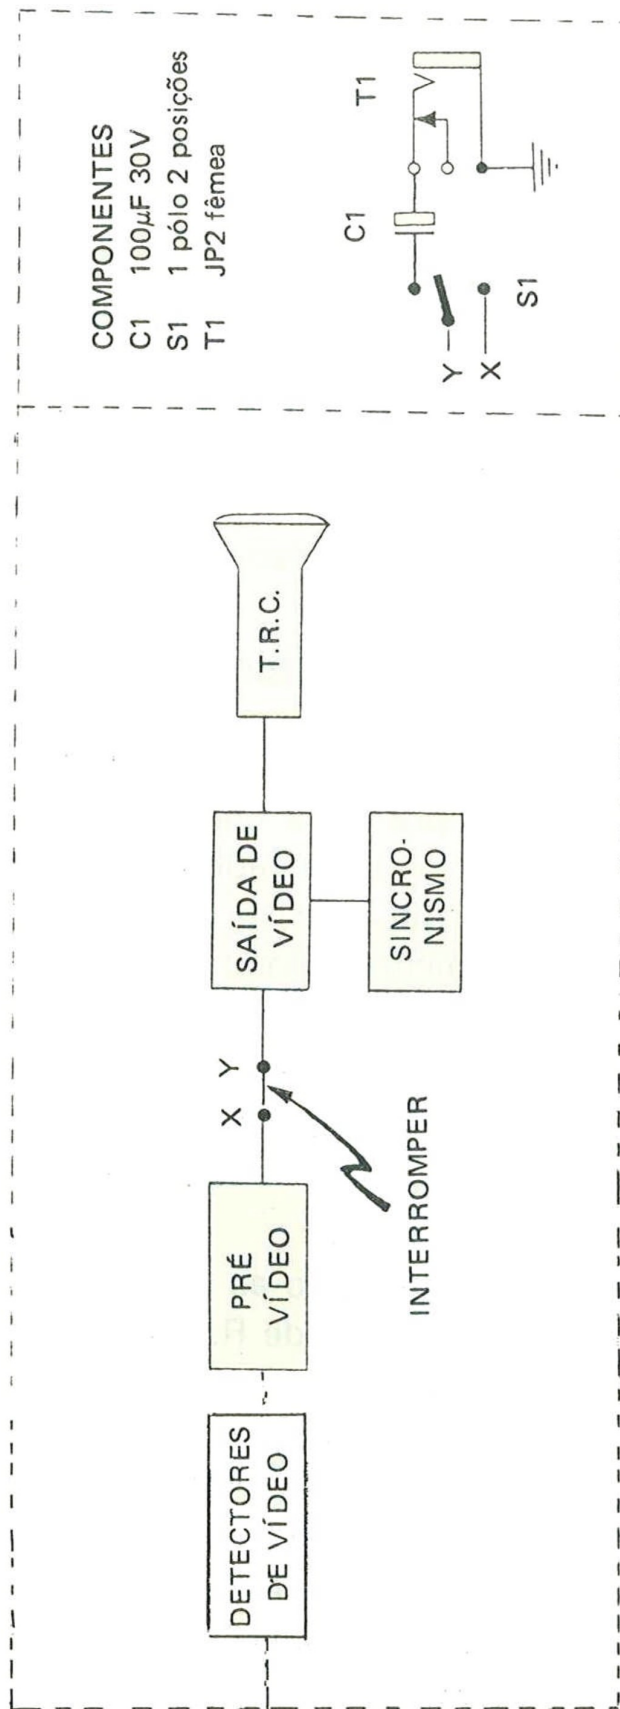 COMPONENTES
C1 100µF 30V
S1 1 pólo 2 posições
T1 JP2 fêmea
C1
T1
Y
X
S1
DETECTORES
DE VÍDEO
PRÉ
VÍDEO
X Y
INTERROMPER
SAÍDA DE
VÍDEO
SINCRO-
NISMO
T.R.C.